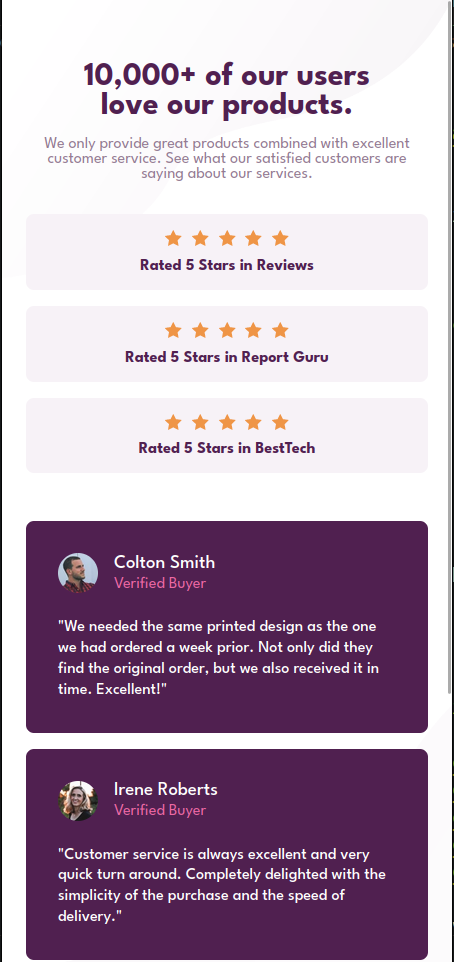 10,000+ of our users
love our products.
We only provide great products combined with excellent
customer service. See what our satisfied customers are
saying about our services.
Rated 5 Stars in Reviews
Rated 5 Stars in Report Guru
Rated 5 Stars in BestTech
Colton Smith
Verified Buyer
"We needed the same printed design as the one
we had ordered a week prior. Not only did they
find the original order, but we also received it in
time. Excellent!"
Irene Roberts
Verified Buyer
"Customer service is always excellent and very
quick turn around. Completely delighted with the
simplicity of the purchase and the speed of
delivery."